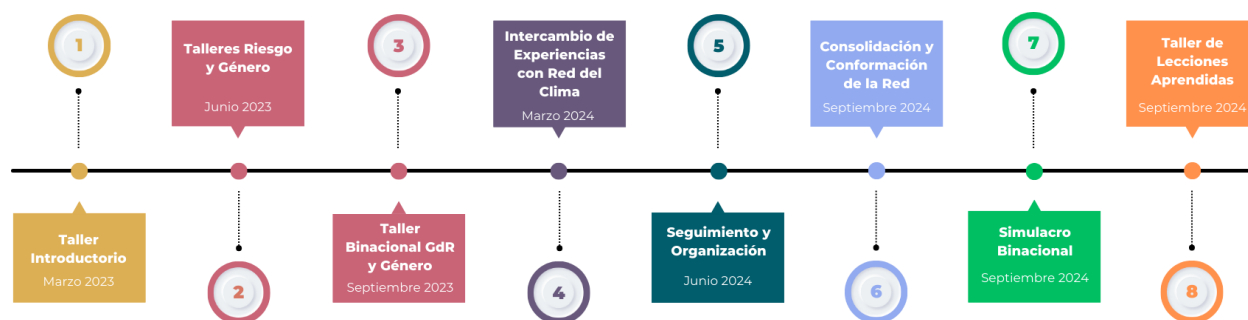 1
Taller
Introductorio
Marzo 2023
Talleres Riesgo
y Género
Junio 2023
2
3
Taller
Binacional GdR
y Género
Septiembre 2023
Intercambio de
Experiencias
con Red del
Clima
Marzo 2024
4
5
Seguimiento y
Organización
Junio 2024
Consolidación y
Conformación
de la Red
Septiembre 2024
6
7
Simulacro
Binacional
Septiembre 2024
Taller de
Lecciones
Aprendidas
Septiembre 2024
8